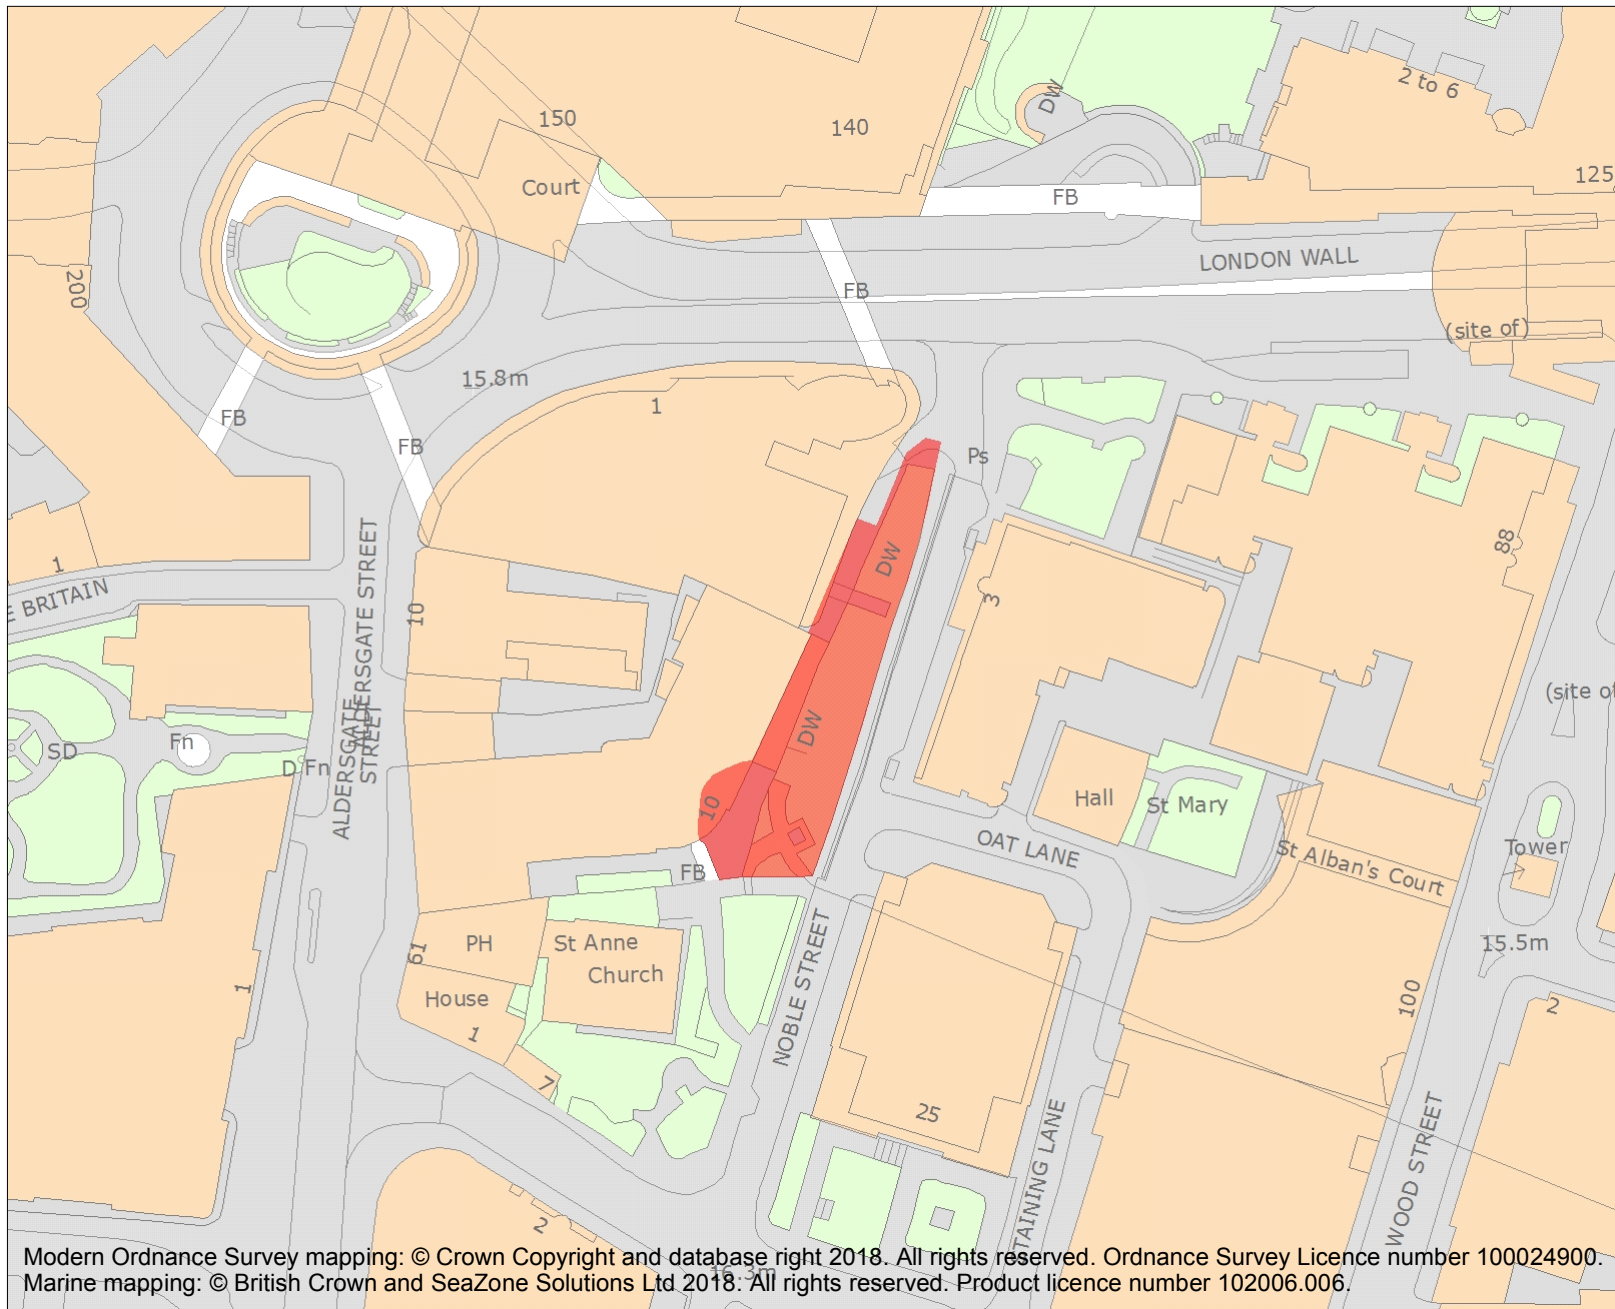 DW
2 to 6
150
140
125
Court
FB
LONDON WALL
200
FB
(site of)
15.8m
1
FB
FB
Ps
88
1
DW
E BRITAIN
10
ALDERSGATE STREET
3
(site of
ALDERSGATE
STREET
DW
SD
Fn
D Fn
10
Hall
St Mary
OAT LANE
St Alban's Court
Tower
FB
61
PH
St Anne
Church
NOBLE STREET
15.5m
House
1
1
100
2
7
25
STAINING LANE
WOOD STREET
2
16.3m
Modern Ordnance Survey mapping: © Crown Copyright and database right 2018. All rights reserved. Ordnance Survey Licence number 100024900.
Marine mapping: © British Crown and SeaZone Solutions Ltd 2018. All rights reserved. Product licence number 102006.006.